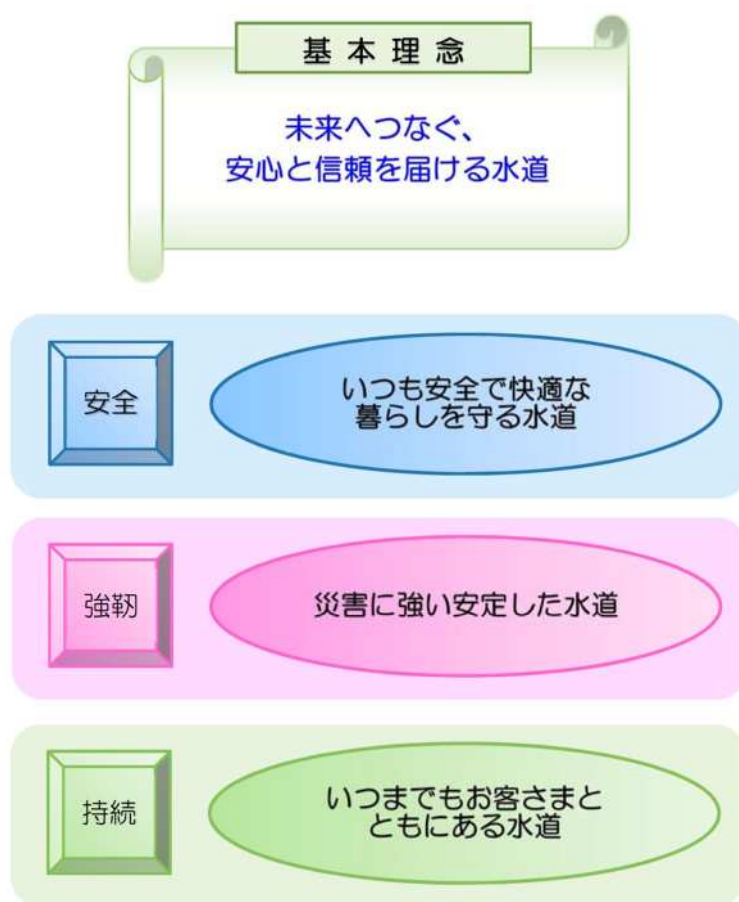 基本理念
未来へつなぐ、
安心と信頼を届ける水道
安全
いつも安全で快適な
暮らしを守る水道
強靭
災害に強い安定した水道
持続
いつまでもお客さまと
ともにある水道